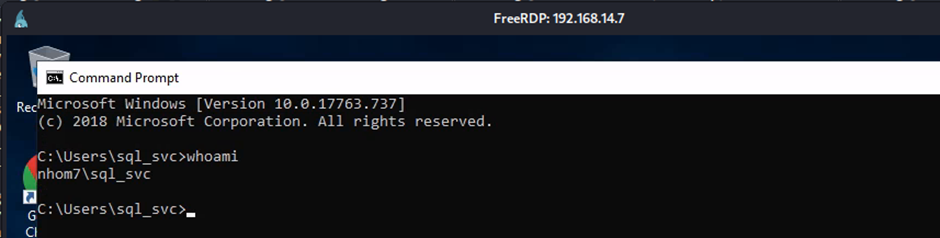 FreeRDP: 192.168.14.7
Command Prompt
Rec
Microsoft Windows [Version 10.0.17763.737]
(c) 2018 Microsoft Corporation. All rights reserved.
C:\Users\sql_svc>whoami
nhom7\sql_svc
C:\Users\sql_svc>
G
Cl